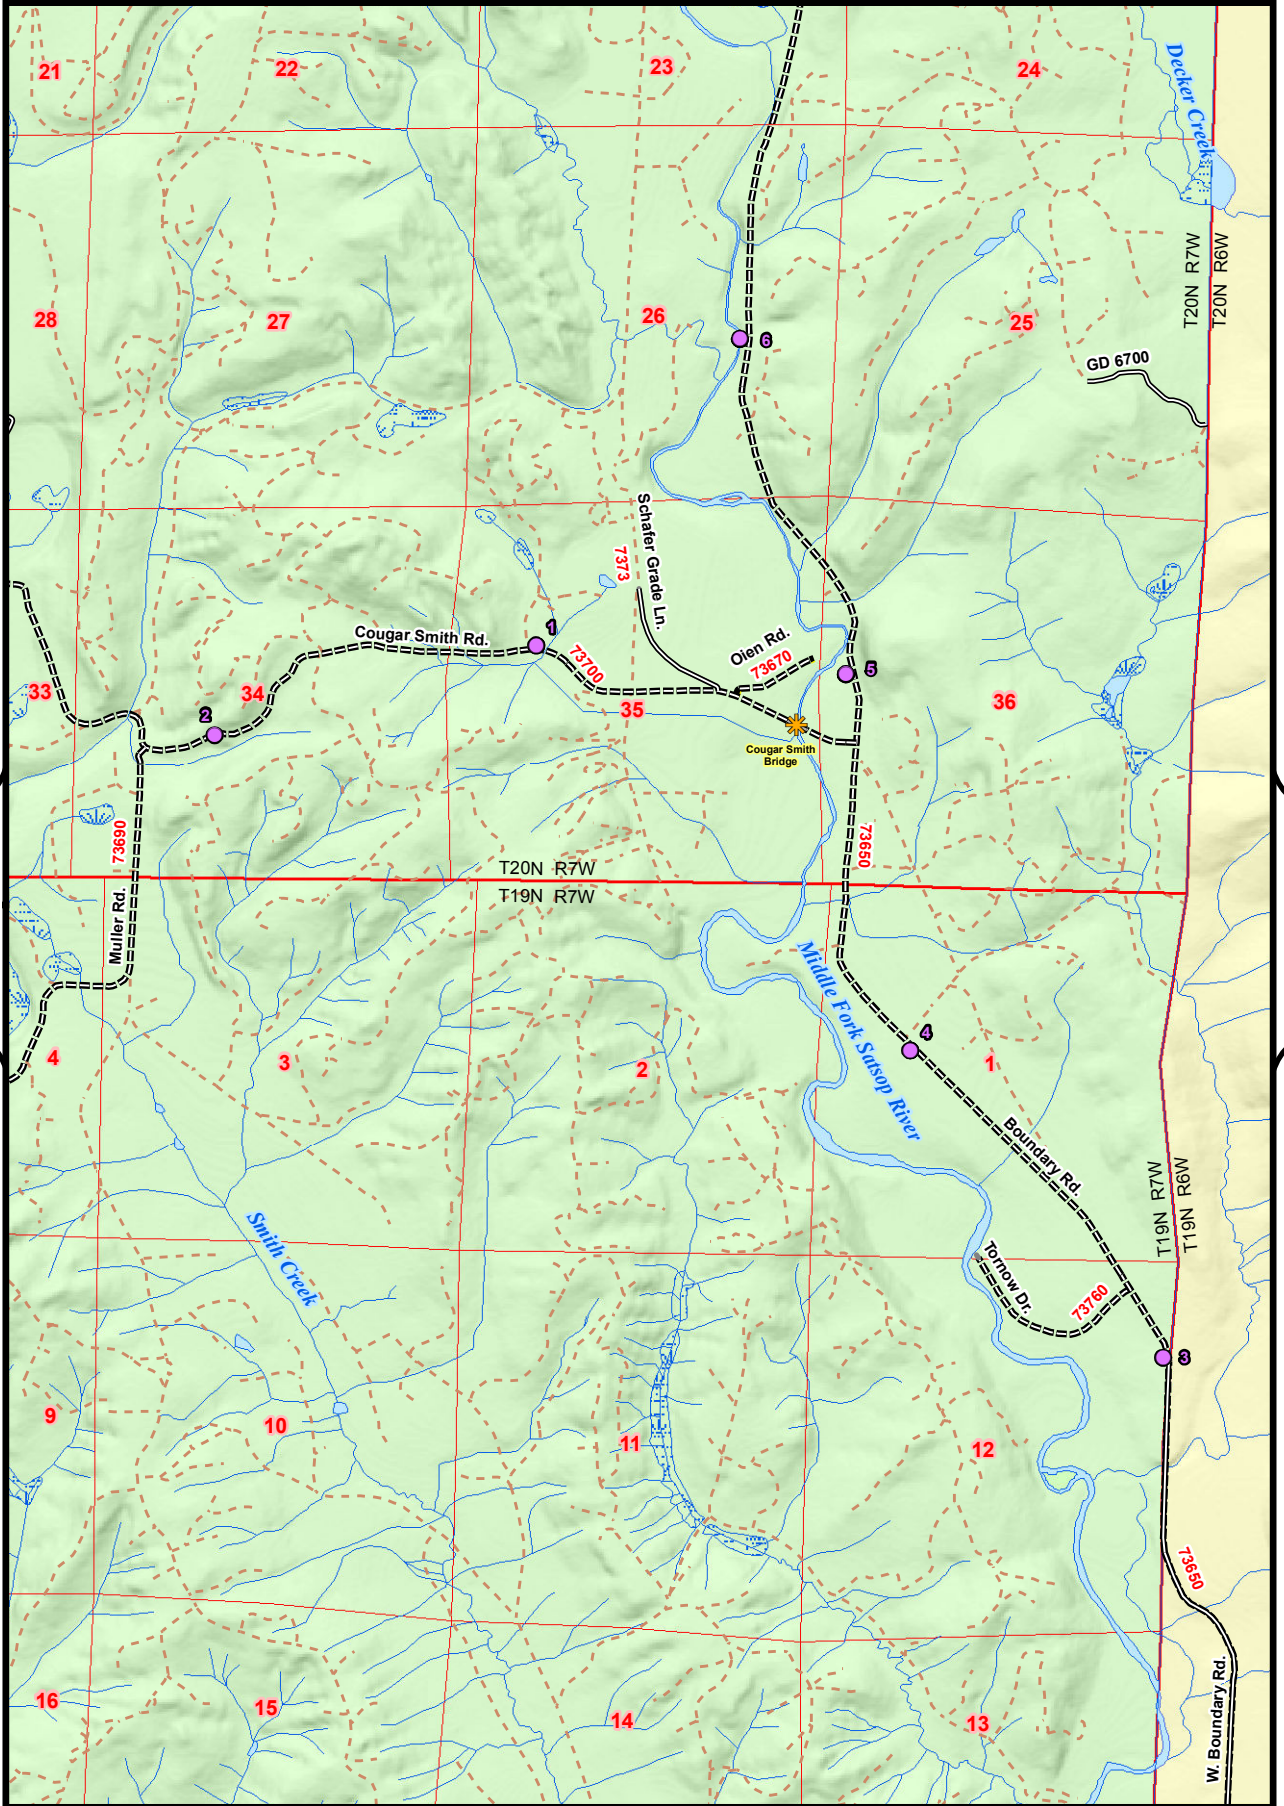 21
22
23
24
Decker Creek
T20N R7W
T20N R6W
28
27
26
25
6
GD 6700
Schafer Grade Ln.
7373
Cougar Smith Rd.
1
73700
Oien Rd.
73670
5
33
34
2
35
36
Cougar Smith
Bridge
73690
73650
T20N R7W
T19N R7W
Muller Rd.
Middle Fork Satsop River
4
4
3
2
1
Boundary Rd.
T19N R7W
T19N R6W
Smith Creek
Tornow Dr.
73760
3
9
10
11
12
73650
16
15
14
13
W. Boundary Rd.